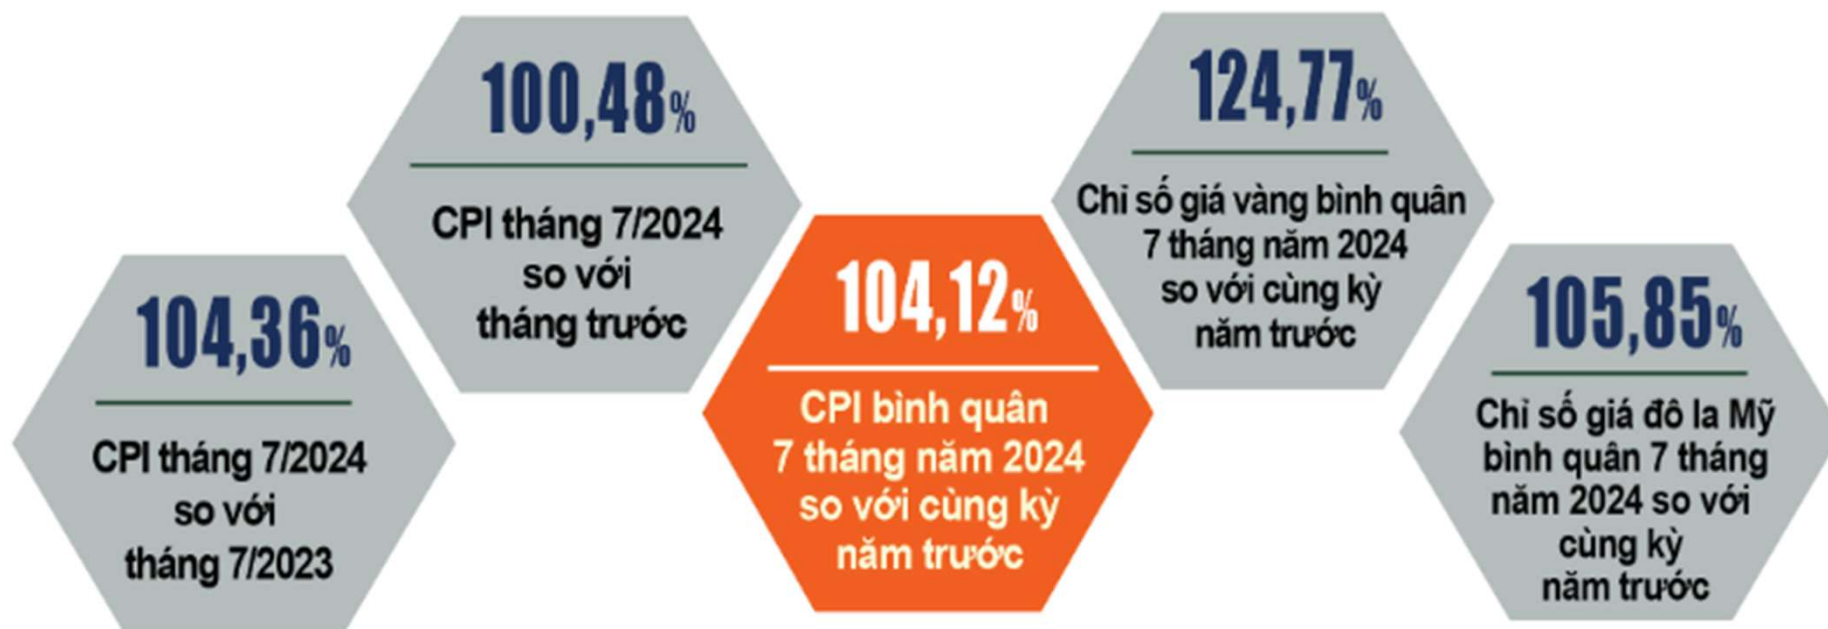 104,36%
CPI tháng 7/2024
so với
tháng 7/2023
100,48%
CPI tháng 7/2024
so với
tháng trước
104,12%
CPI bình quân
7 tháng năm 2024
so với cùng kỳ
năm trước
124,77%
Chỉ số giá vàng bình quân
7 tháng năm 2024
so với cùng kỳ
năm trước
105,85%
Chỉ số giá đô la Mỹ
bình quân 7 tháng
năm 2024 so với
cùng kỳ
năm trước